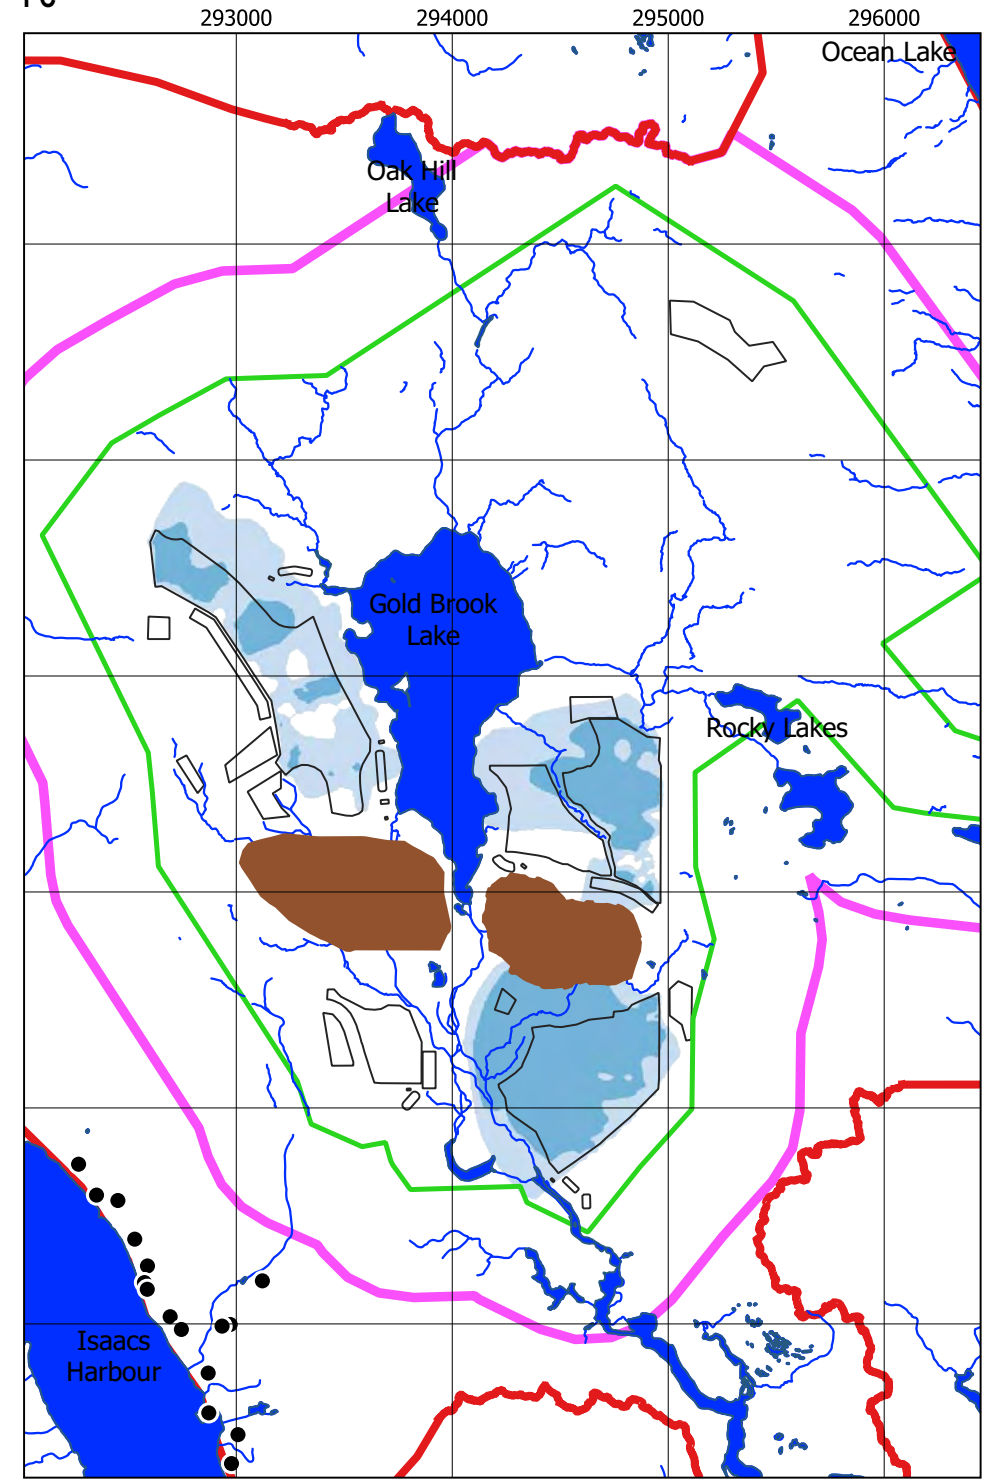 293000 294000 295000 296000
Ocean Lake
Oak Hill
Lake
Gold Brook
Lake
Rocky Lakes
Isaacs
Harbour